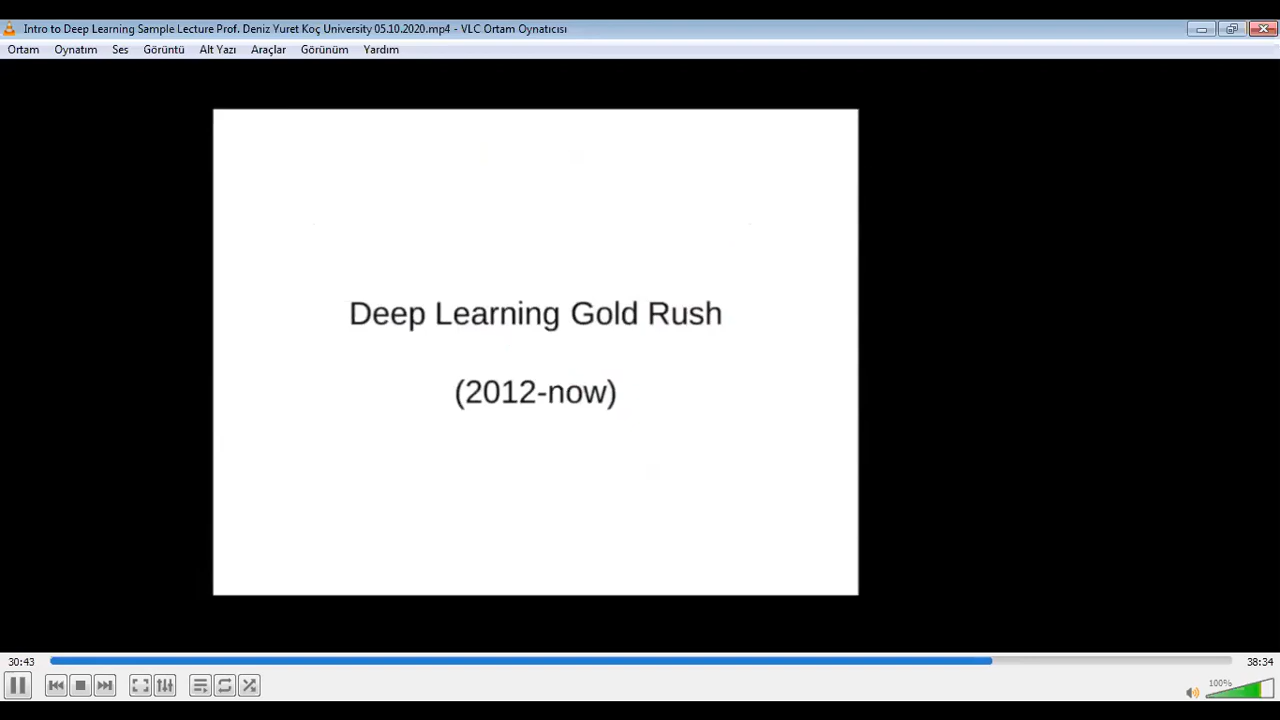 Intro to Deep Learning Sample Lecture Prof. Deniz Yuret Koç University 05.10.2020.mp4 - VLC Ortam Oynatıcısı
Ortam Oynatım Ses Görüntü Alt Yazı Araçlar Görünüm Yardım
Deep Learning Gold Rush
(2012-now)
30:43 38:34
100%